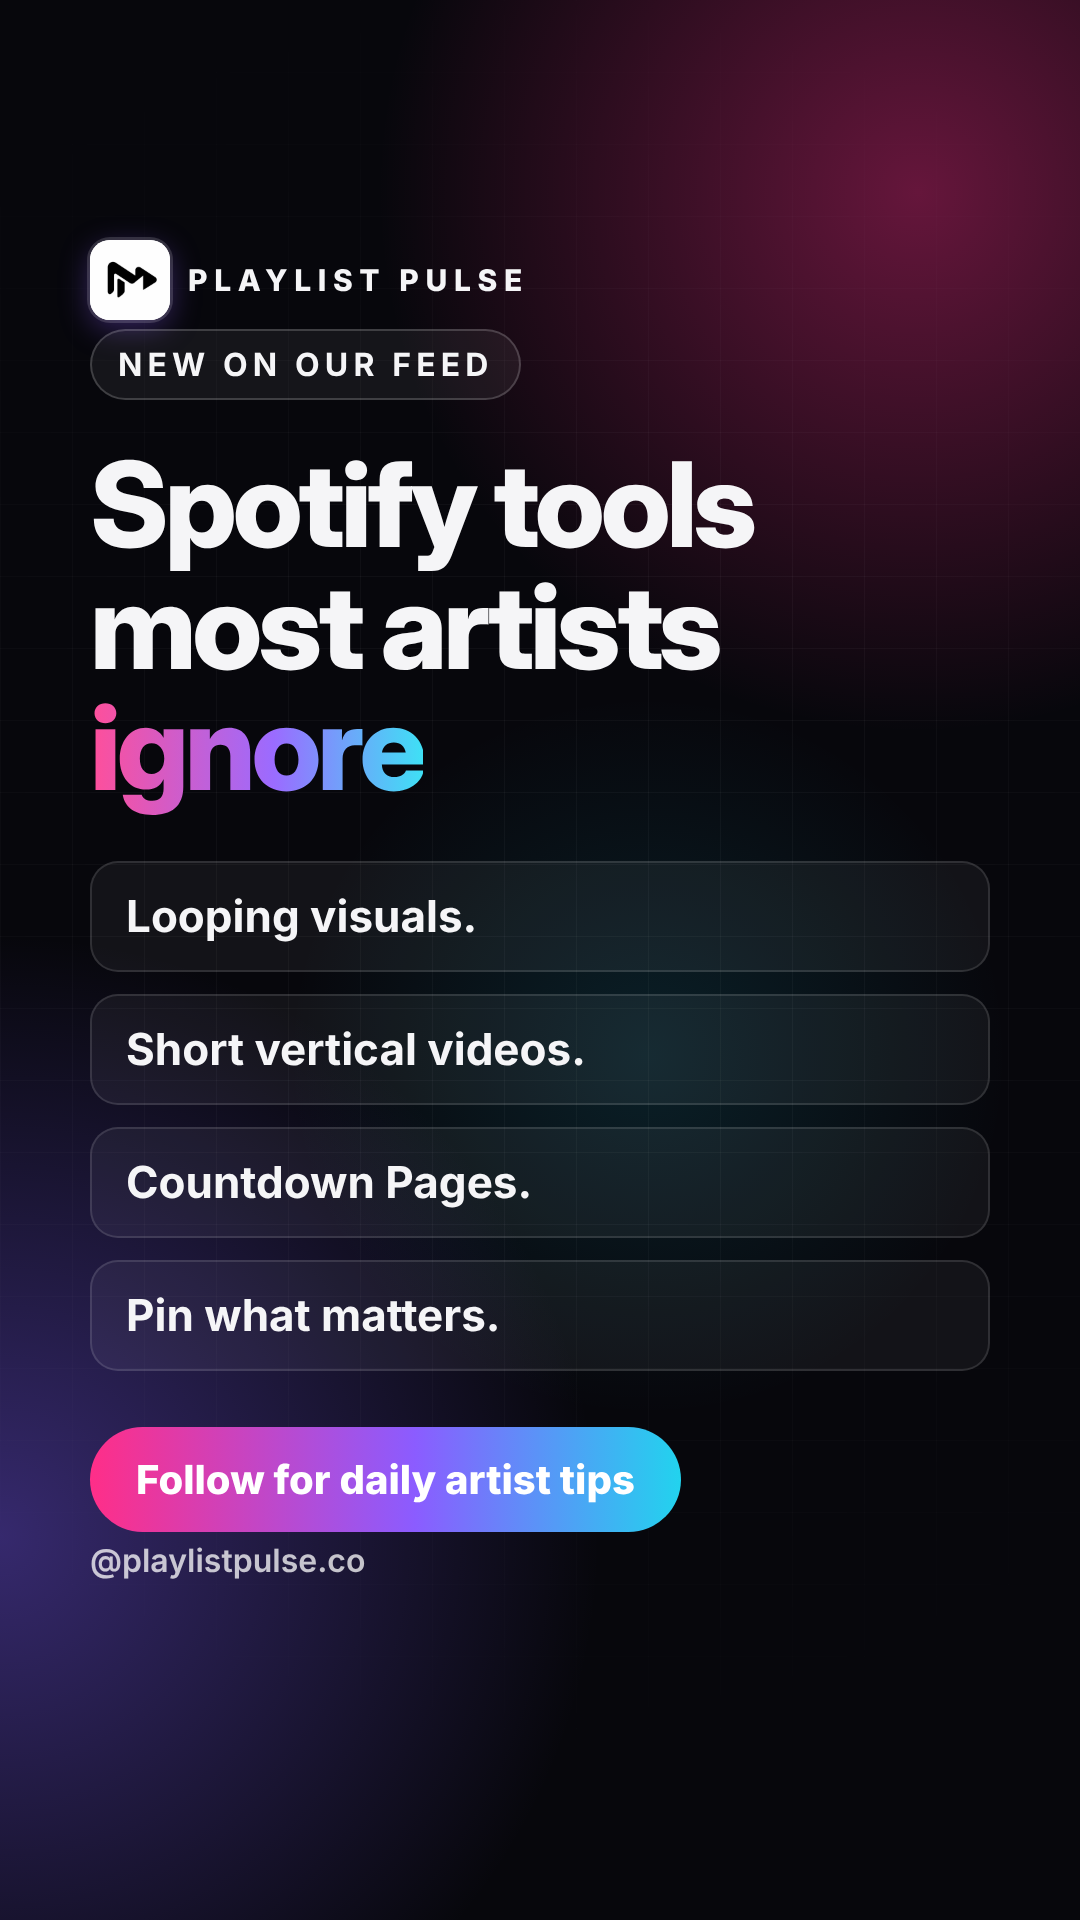 PLAYLIST PULSE
NEW ON OUR FEED
Spotify tools
most artists
ignore
Looping visuals.
Short vertical videos.
Countdown Pages.
Pin what matters.
Follow for daily artist tips
@playlistpulse.co